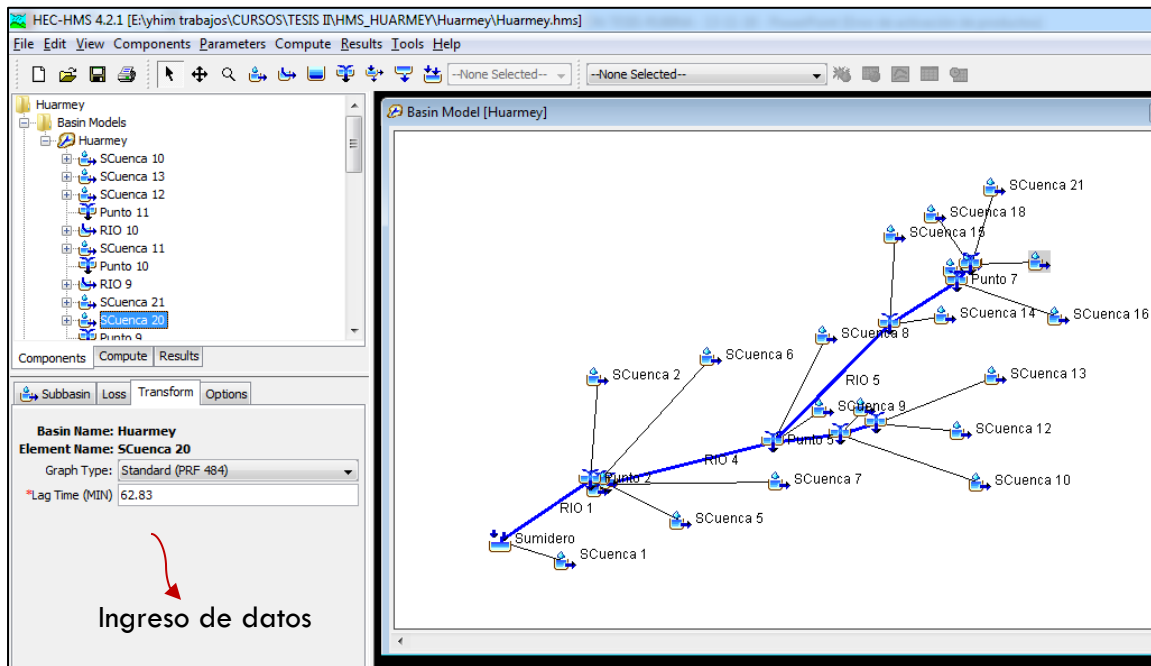 HEC-HMS 4.2.1 [E:\yhim trabajos\CURSOS\TESIS II\HMS_HUARMEY\Huarmey\Huarmey.hms]
File Edit View Components Parameters Compute Results Tools Help
--None Selected-- --None Selected--
Huarmey
Basin Models
Huarmey
SCuenca 10
SCuenca 13
SCuenca 12
Punto 11
RIO 10
SCuenca 11
Punto 10
RIO 9
SCuenca 21
SCuenca 20
Punto 9
Components Compute Results
Subbasin Loss Transform Options
Basin Name: Huarmey
Element Name: SCuenca 20
Graph Type: Standard (PRF 484)
*Lag Time (MIN) 62.83
Ingreso de datos
Basin Model [Huarmey]
SCuenca 21
SCuenca 18
SCuenca 15
Punto 7
SCuenca 14
SCuenca 16
SCuenca 8
SCuenca 6
SCuenca 2
RIO 5
SCuenca 13
SCuenca 9
SCuenca 12
Punto 5
RIO 4
Punto 2
SCuenca 7
SCuenca 10
RIO 1
SCuenca 5
Sumidero
SCuenca 1